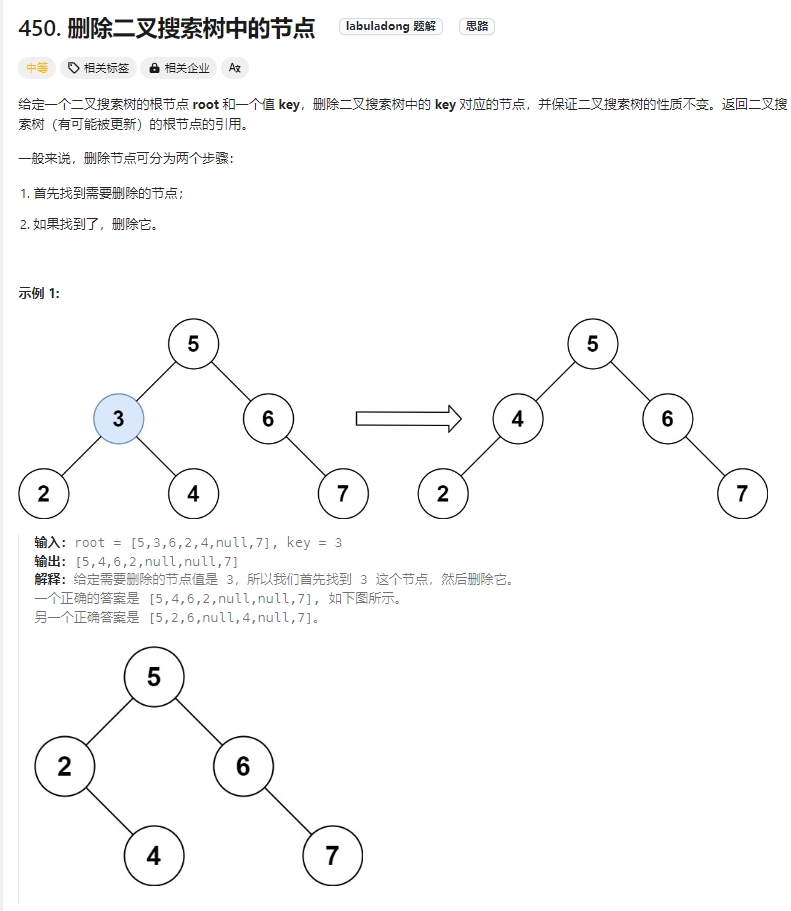 450. 删除二叉搜索树中的节点 labuladong 题解 思路
中等 相关标签 相关企业 Aあ
给定一个二叉搜索树的根节点 root 和一个值 key，删除二叉搜索树中的 key 对应的节点，并保证二叉搜索树的性质不变。返回二叉搜
索树（有可能被更新）的根节点的引用。
一般来说，删除节点可分为两个步骤：
1. 首先找到需要删除的节点；
2. 如果找到了，删除它。
示例 1:
5 5
3 6 4 6
2 4 7 2 7
输入：root = [5,3,6,2,4,null,7], key = 3
输出：[5,4,6,2,null,null,7]
解释：给定需要删除的节点值是 3，所以我们首先找到 3 这个节点，然后删除它。
一个正确的答案是 [5,4,6,2,null,null,7], 如下图所示。
另一个正确答案是 [5,2,6,null,4,null,7]。
5
2 6
4 7